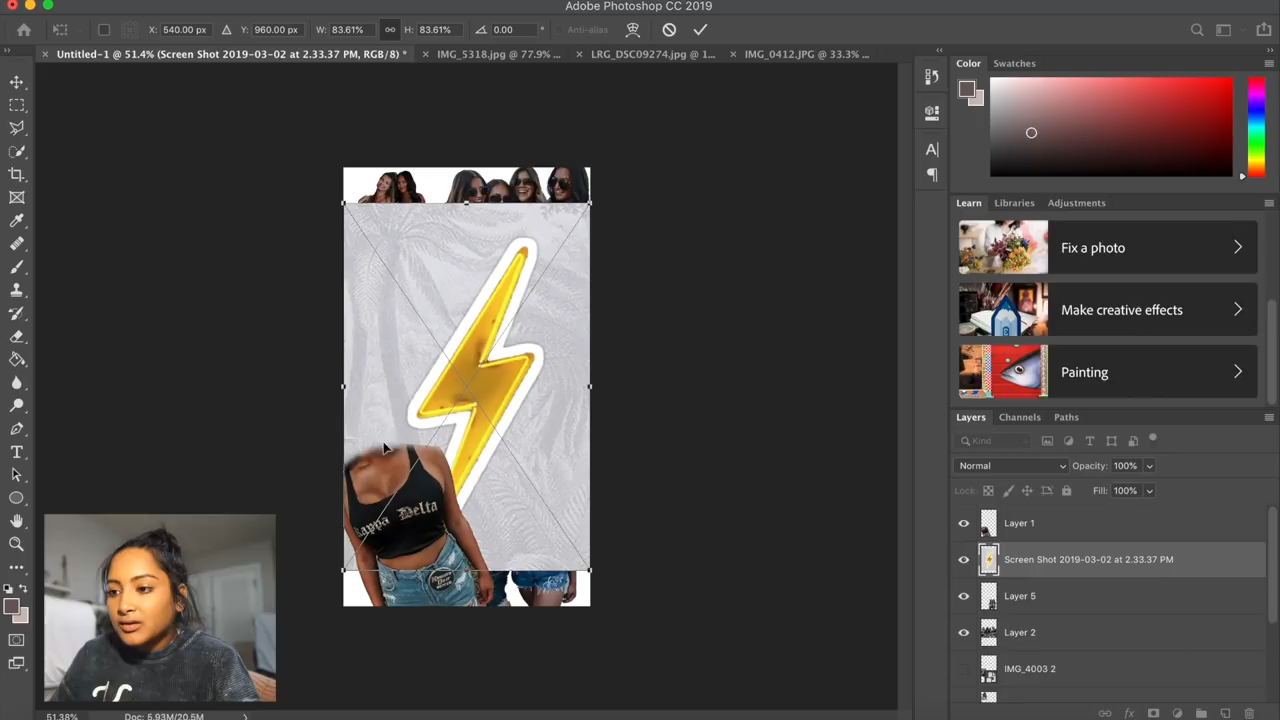 Adobe Photoshop CC 2019
X: 540.00 px Y: 960.00 px W: 83.61% H: 83.61% 0.00 ° Anti-alias
Untitled-1 @ 51.4% (Screen Shot 2019-03-02 at 2.33.37 PM, RGB/8) * IMG_5318.jpg @ 77.9% ... LRG_DSC09274.jpg @ 1... IMG_0412.JPG @ 33.3% ...
Color Swatches
Learn Libraries Adjustments
Fix a photo
Make creative effects
Painting
Layers Channels Paths
Kind
Normal Opacity: 100%
Lock: Fill: 100%
Layer 1
Screen Shot 2019-03-02 at 2.33.37 PM
Layer 5
Layer 2
IMG_4003 2
Kappa Delta
51.38% Doc: 5.93M/20.5M